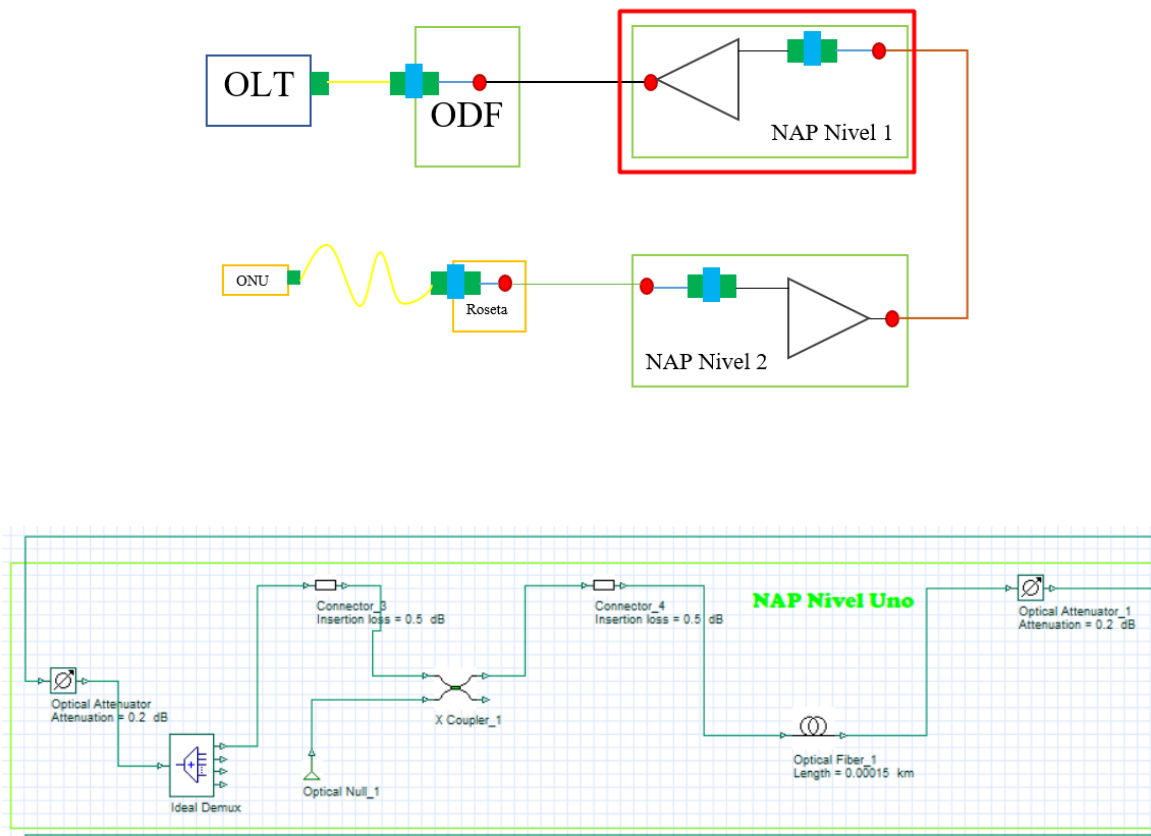 OLT
ODF
NAP Nivel 1
ONU
Roseta
NAP Nivel 2
Connector_3
Insertion loss = 0.5 dB
Connector_4
Insertion loss = 0.5 dB
NAP Nivel Uno
Optical Attenuator_1
Attenuation = 0.2 dB
Optical Attenuator
Attenuation = 0.2 dB
X Coupler_1
Optical Fiber_1
Length = 0.00015 km
Optical Null_1
Ideal Demux